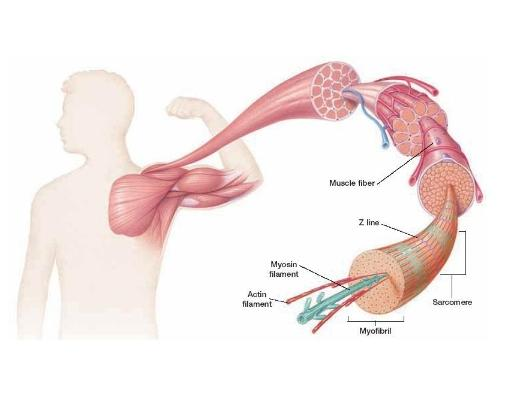 Muscle fiber
Z line
Myosin
filament
Actin
filament
Sarcomere
Myofibril